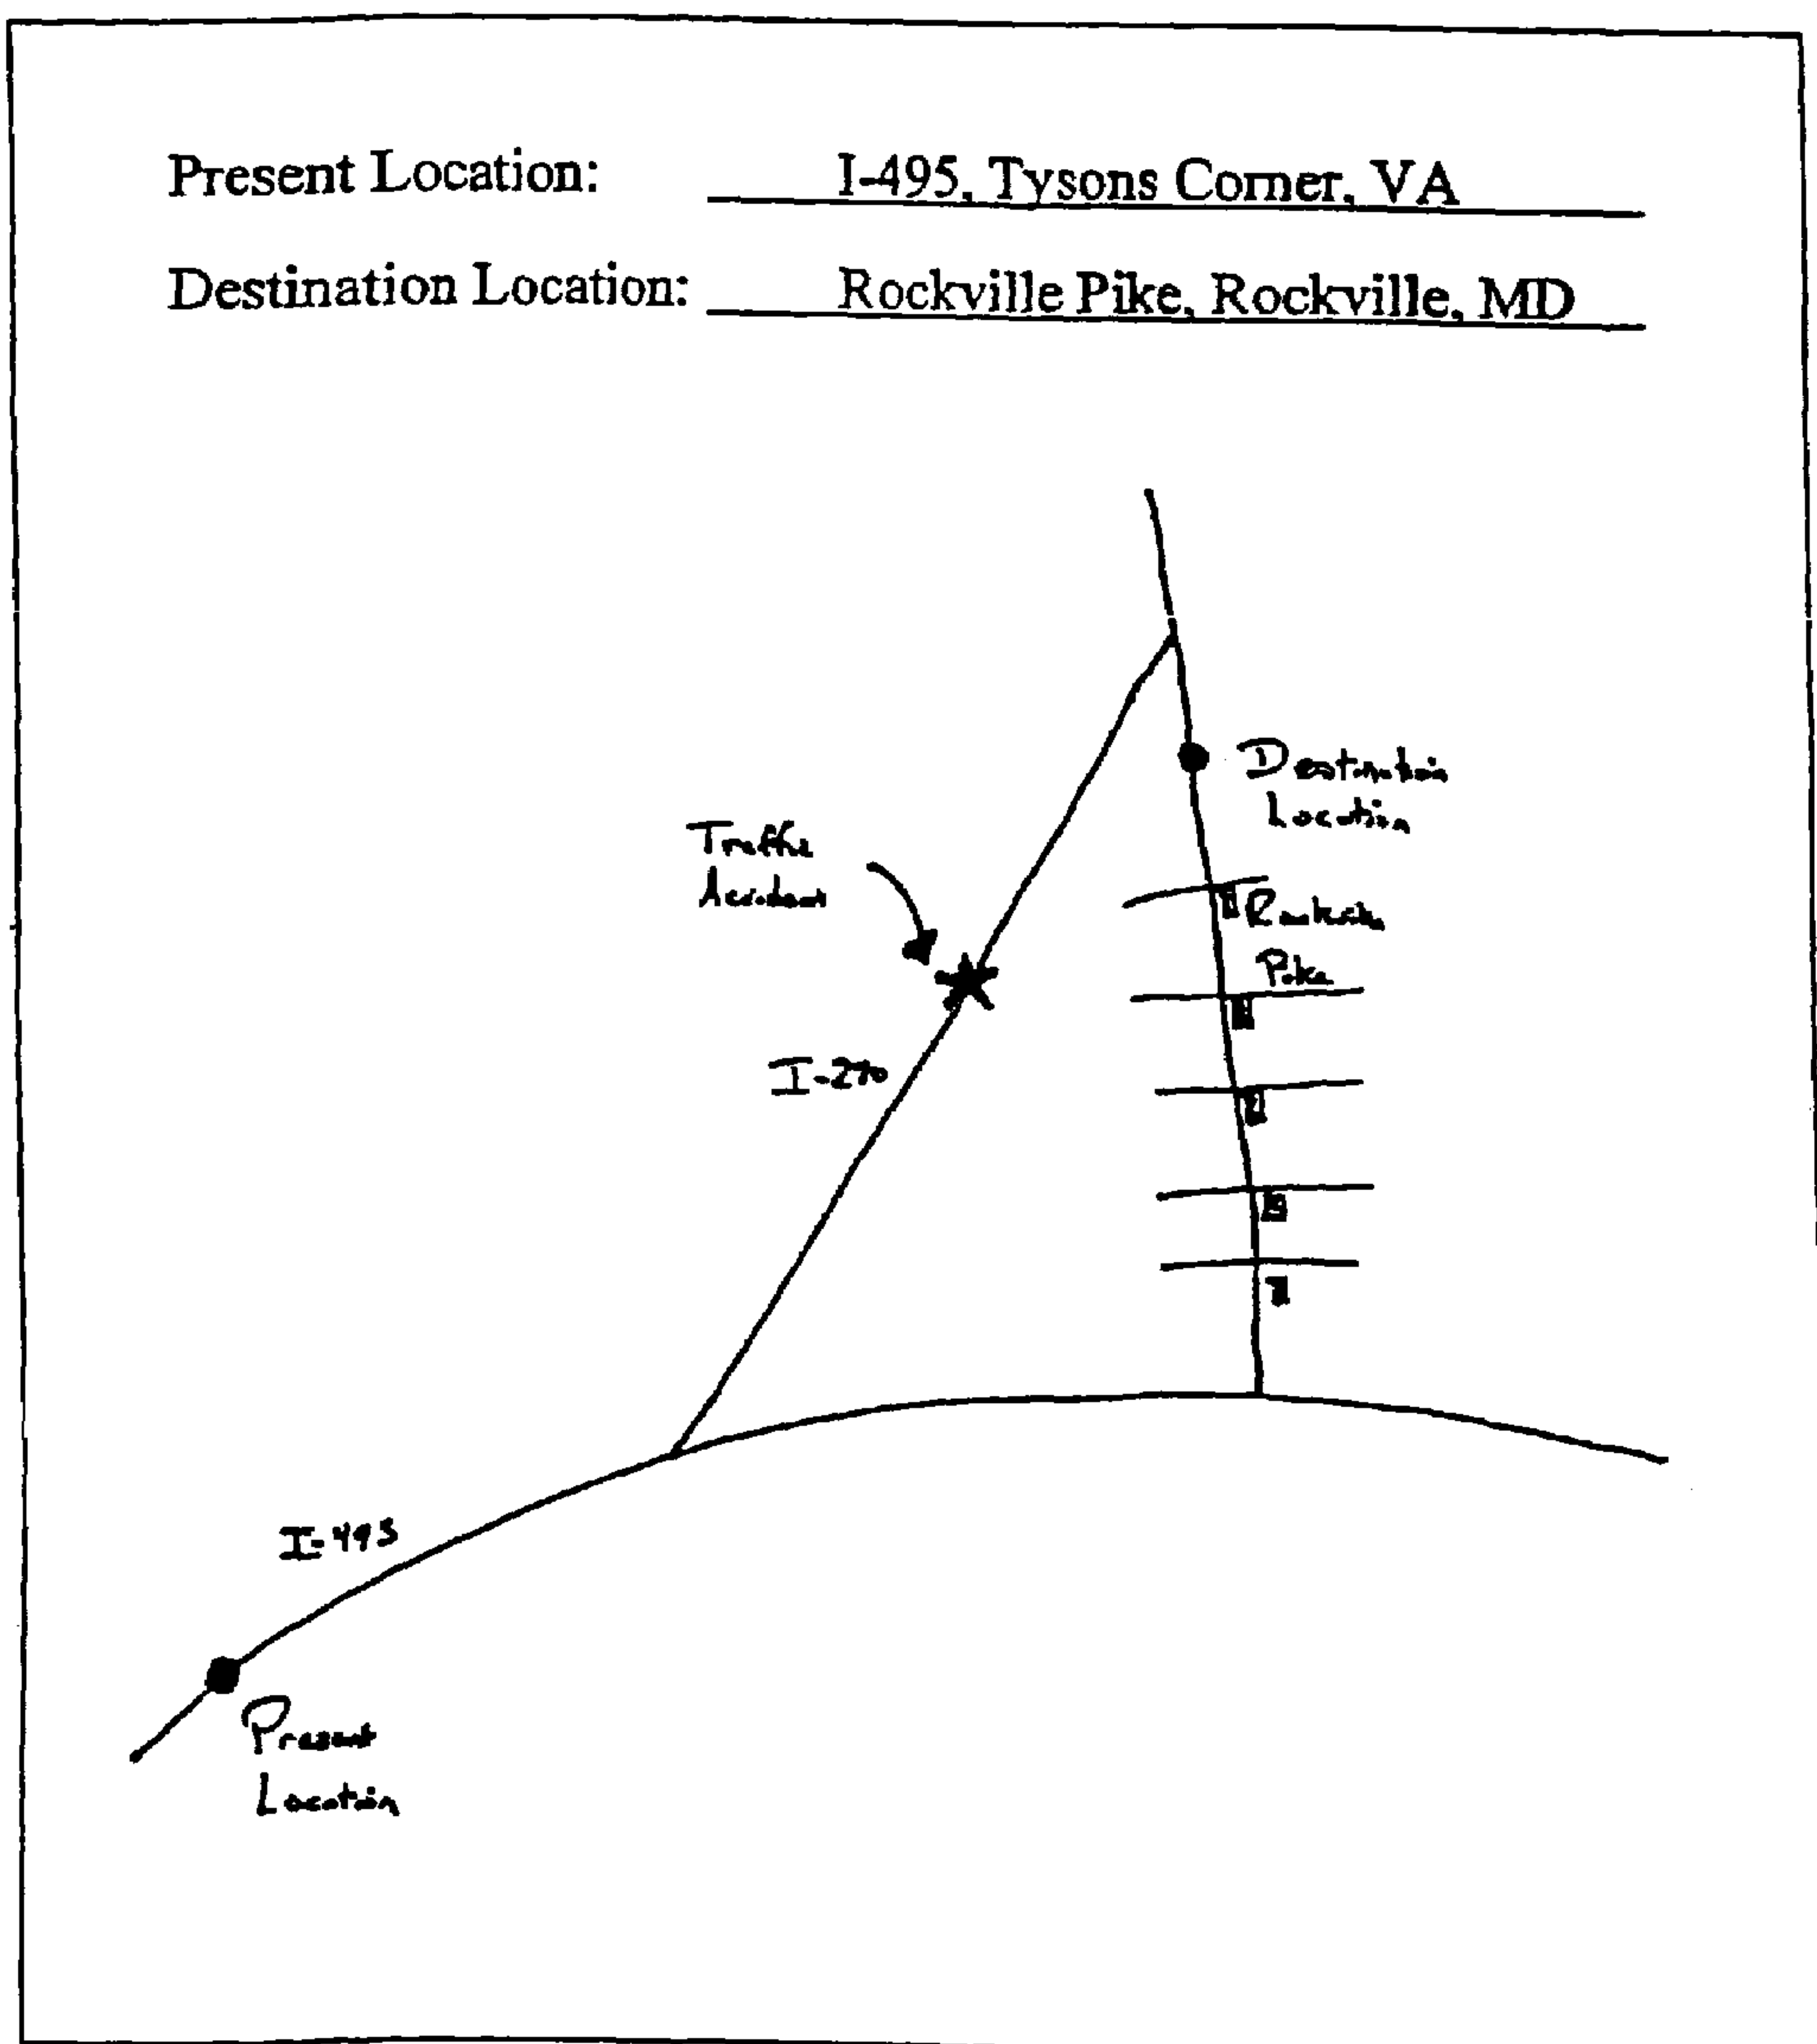 Present Location: I-495, Tysons Corner, VA
Destination Location: Rockville Pike, Rockville, MD
Destination
Location
Traffic
Accident
Rockville
Pike
I-270
I-495
Present
Location